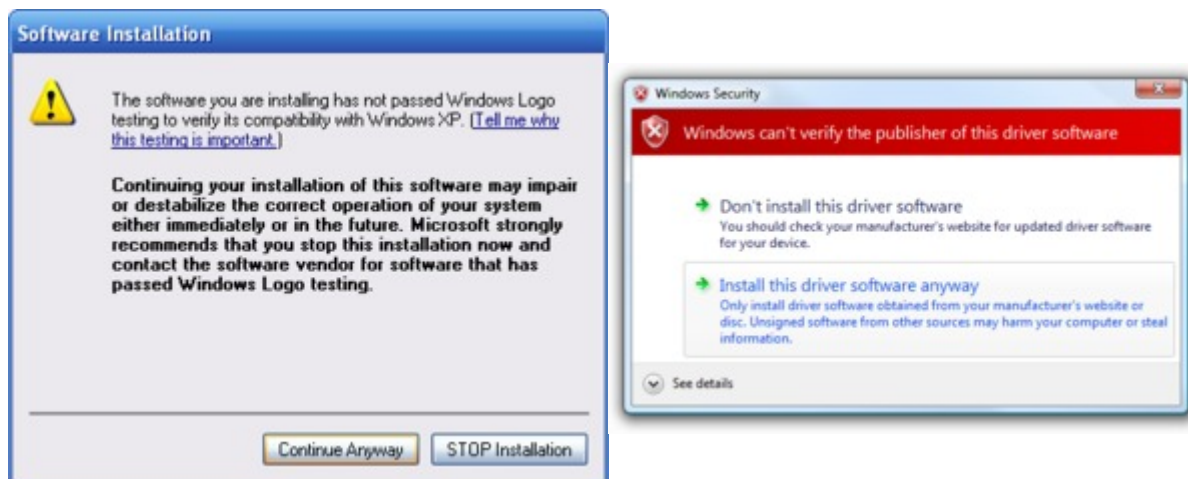 Software Installation
The software you are installing has not passed Windows Logo
testing to verify its compatibility with Windows XP. (Tell me why
this testing is important.)
Continuing your installation of this software may impair
or destabilize the correct operation of your system
either immediately or in the future. Microsoft strongly
recommends that you stop this installation now and
contact the software vendor for software that has
passed Windows Logo testing.
Continue Anyway
STOP Installation
Windows Security
Windows can't verify the publisher of this driver software
Don't install this driver software
You should check your manufacturer's website for updated driver software
for your device.
Install this driver software anyway
Only install driver software obtained from your manufacturer's website or
disc. Unsigned software from other sources may harm your computer or steal
information.
See details